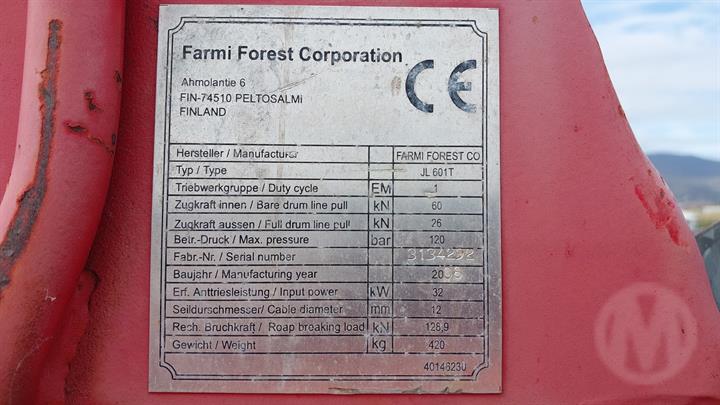 Farmi Forest Corporation
Ahmolantie 6
FIN-74510 PELTOSALMI
FINLAND
CE
Hersteller / Manufacturer FARMI FOREST CO
Typ / Type JL 601T
Triebwerkgruppe / Duty cycle EM 1
Zugkraft innen / Bare drum line pull kN 60
Zugkraft aussen / Full drum line pull kN 26
Betr.-Druck / Max. pressure bar 120
Fabr.-Nr. / Serial number
Baujahr / Manufacturing year
Erf. Anttriesleistung / Input power kW 32
Seildurschmesser/ Cable diameter mm 12
Rech. Bruchkraft / Roap breaking load kN 126,9
Gewicht / Weight kg 420
40146230
M